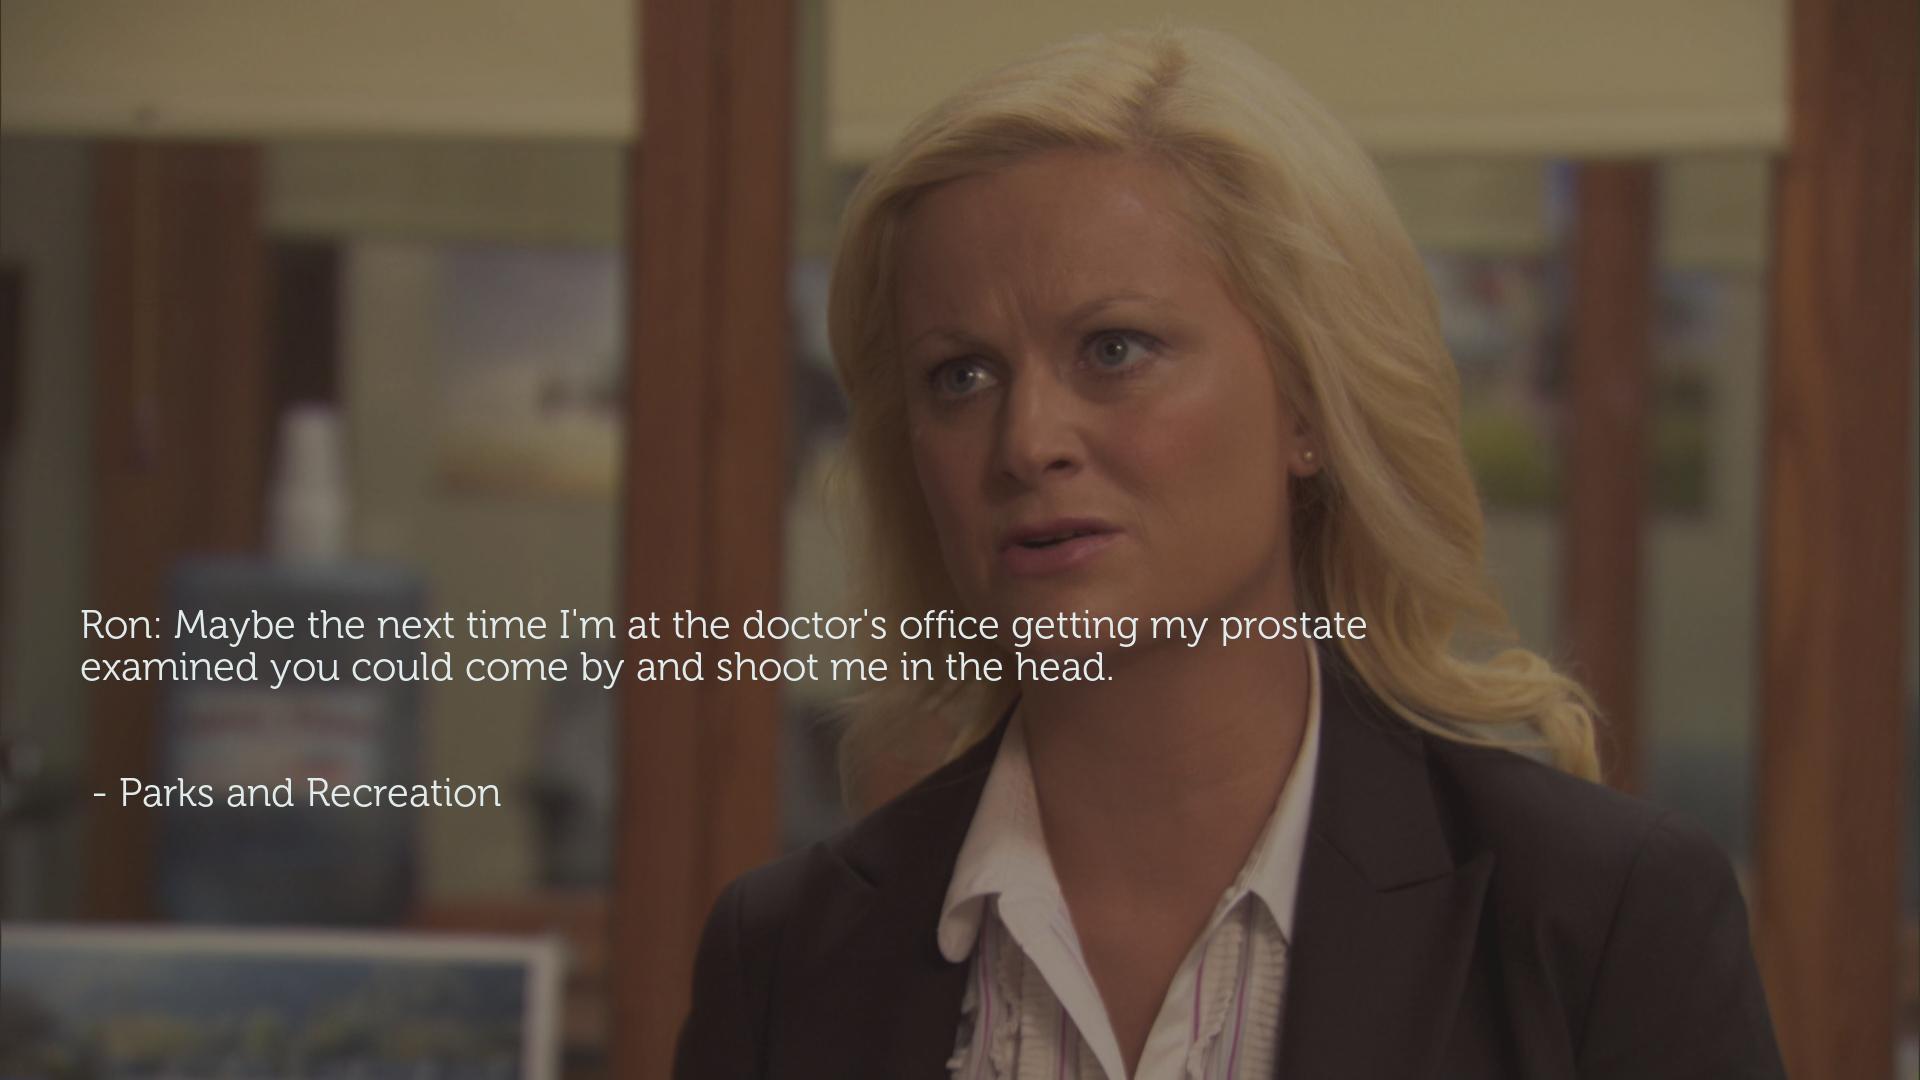 Ron: Maybe the next time I'm at the doctor's office getting my prostate
examined you could come by and shoot me in the head.
- Parks and Recreation